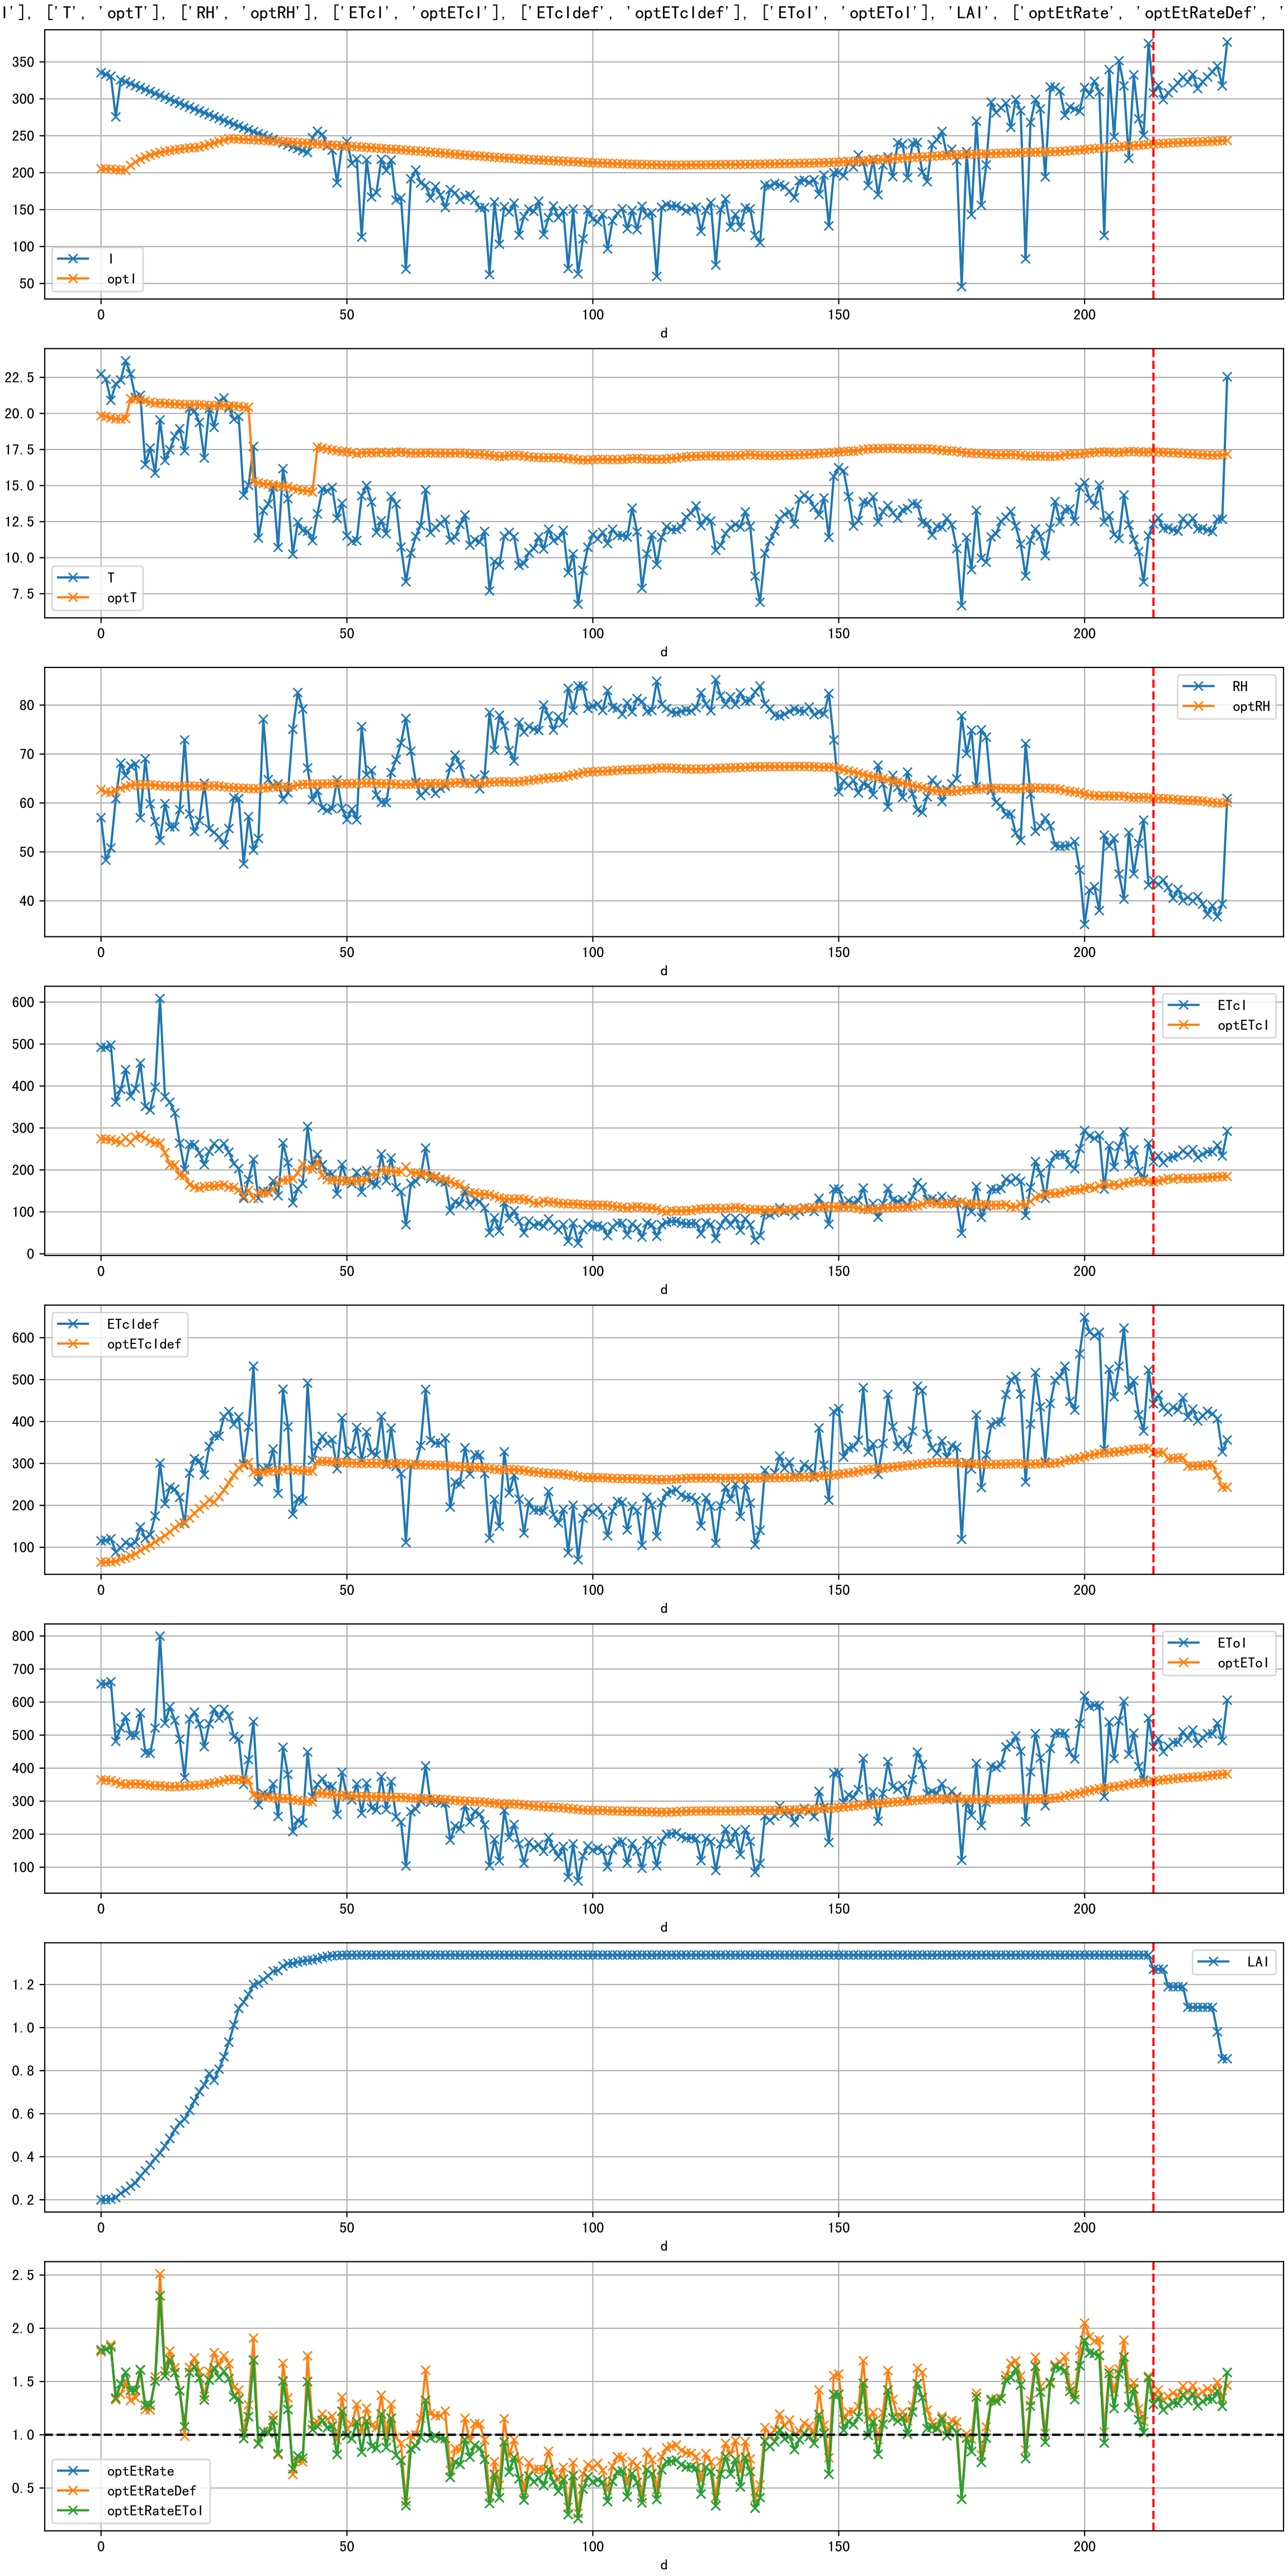 I'], ['T', 'optT'], ['RH', 'optRH'], ['ETcI', 'optETcI'], ['ETcIdef', 'optETcIdef'], ['EToI', 'optEToI'], 'LAI', ['optEtRate', 'optEtRateDef', '
350
300
250
200
150
100
50
I
optI
0 50 100 150 200
d
22.5
20.0
17.5
15.0
12.5
10.0
7.5
T
optT
0 50 100 150 200
d
80
70
60
50
40
RH
optRH
0 50 100 150 200
d
600
500
400
300
200
100
0
ETcI
optETcI
0 50 100 150 200
d
600
500
400
300
200
100
ETcIdef
optETcIdef
0 50 100 150 200
d
800
700
600
500
400
300
200
100
EToI
optEToI
0 50 100 150 200
d
1.2
1.0
0.8
0.6
0.4
0.2
LAI
0 50 100 150 200
d
2.5
2.0
1.5
1.0
0.5
optEtRate
optEtRateDef
optEtRateEToI
0 50 100 150 200
d